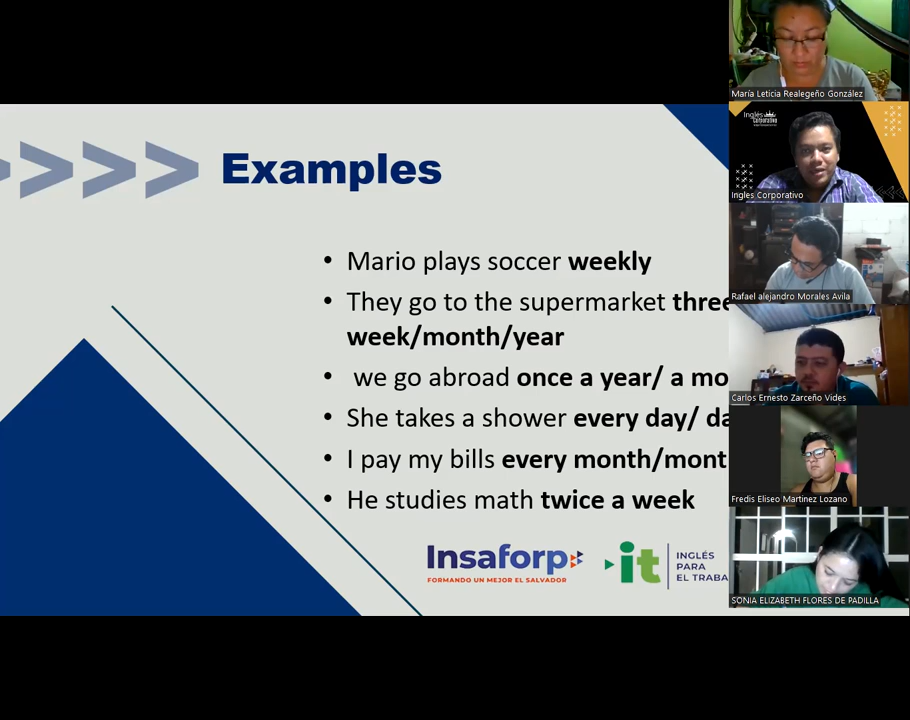 Examples
• Mario plays soccer weekly
• They go to the supermarket three
week/month/year
• we go abroad once a year/ a mo
• She takes a shower every day/ da
• I pay my bills every month/mont
• He studies math twice a week
Insaforp
FORMANDO UN MEJOR EL SALVADOR
it
INGLÉS
PARA
EL TRABA
María Leticia Realegeño González
Inglés
Corporativo
Ingles Corporativo
Rafael alejandro Morales Avila
Carlos Ernesto Zarceño Vides
Fredis Eliseo Martinez Lozano
SONIA ELIZABETH FLORES DE PADILLA